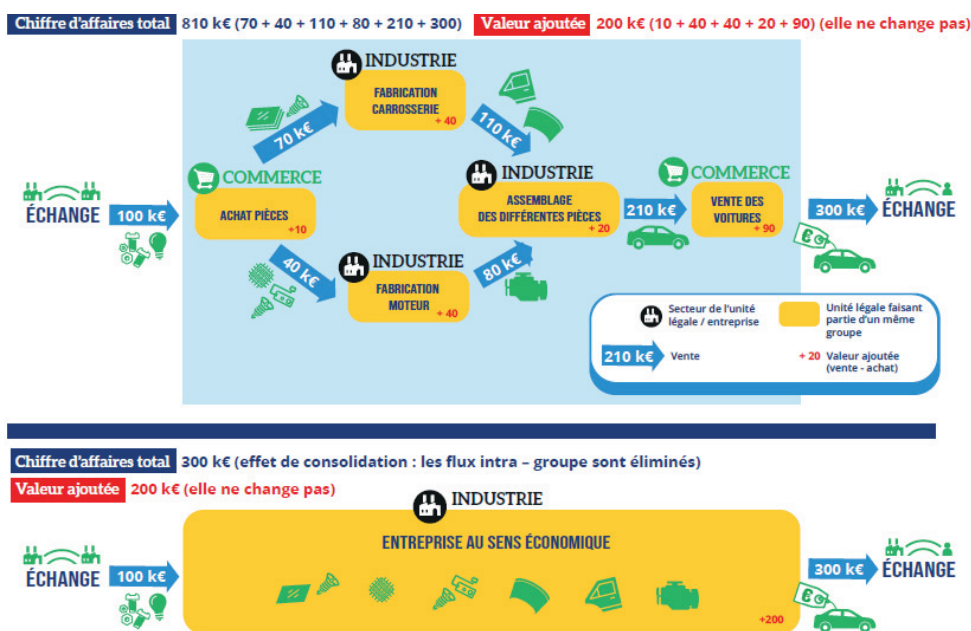 Chiffre d'affaires total 810 k€ (70 + 40 + 110 + 80 + 210 + 300) Valeur ajoutée 200 k€ (10 + 40 + 40 + 20 + 90) (elle ne change pas)
INDUSTRIE
FABRICATION
CARROSSERIE
+ 40
70 k€
110 k€
COMMERCE
ACHAT PIÈCES
+10
ÉCHANGE
100 k€
INDUSTRIE
ASSEMBLAGE
DES DIFFÉRENTES PIÈCES
+ 20
210 k€
COMMERCE
VENTE DES
VOITURES
+ 90
300 k€
ÉCHANGE
€
40 k€
INDUSTRIE
FABRICATION
MOTEUR
+ 40
80 k€
Secteur de l'unité
légale / entreprise
Unité légale faisant
partie d'un même
groupe
210 k€
Vente
+ 20 Valeur ajoutée
(vente - achat)
Chiffre d'affaires total 300 k€ (effet de consolidation : les flux intra – groupe sont éliminés)
Valeur ajoutée 200 k€ (elle ne change pas)
INDUSTRIE
ENTREPRISE AU SENS ÉCONOMIQUE
+200
ÉCHANGE
100 k€
300 k€
ÉCHANGE
€